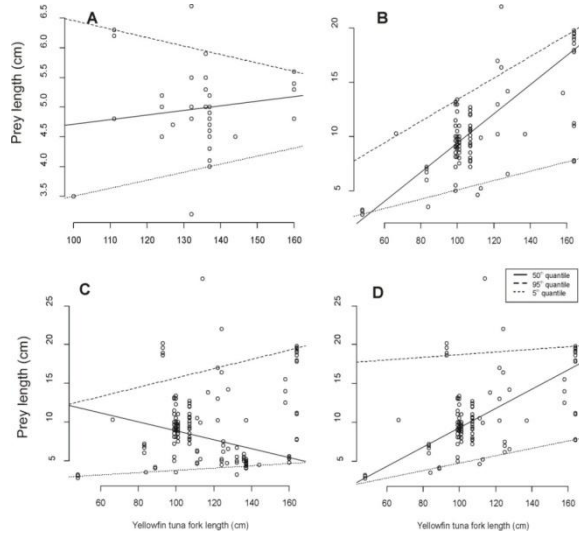 A
B
Prey length (cm)
6.5
6.0
5.5
5.0
4.5
4.0
3.5
100 110 120 130 140 150 160
20
15
10
5
60 80 100 120 140 160
C
D
50° quantile
95° quantile
5° quantile
Prey length (cm)
25
20
15
10
5
60 80 100 120 140 160
Yellowfin tuna fork length (cm)
25
20
15
10
5
60 80 100 120 140 160
Yellowfin tuna fork length (cm)